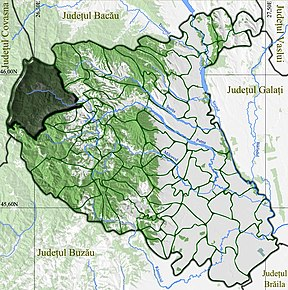 Județul Bacău
Județul Covasna
Județul Vaslui
46,00N
Județul Galați
45,60N
Județul Buzău
Județul
Brăila